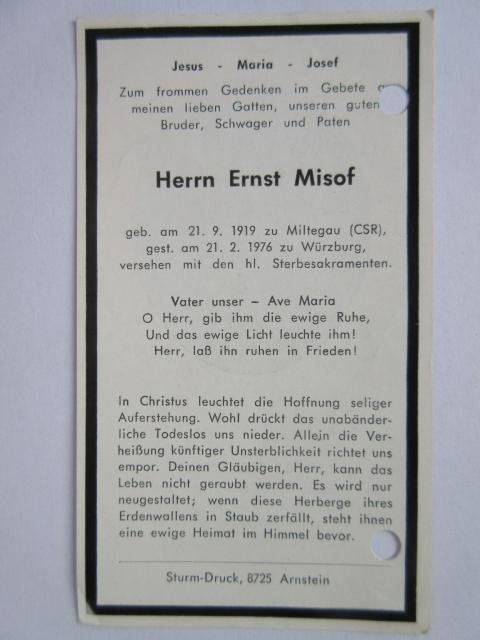 Jesus - Maria - Josef
Zum frommen Gedenken im Gebete
meinen lieben Gatten, unseren guten
Bruder, Schwager und Paten
Herrn Ernst Misof
geb. am 21. 9. 1919 zu Miltegau (CSR),
gest. am 21. 2. 1976 zu Würzburg,
versehen mit den hl. Sterbesakramenten.
Vater unser – Ave Maria
O Herr, gib ihm die ewige Ruhe,
Und das ewige Licht leuchte ihm!
Herr, laß ihn ruhen in Frieden!
In Christus leuchtet die Hoffnung seliger
Auferstehung. Wohl drückt das unabänder-
liche Todeslos uns nieder. Allein die Ver-
heißung künftiger Unsterblichkeit richtet uns
empor. Deinen Gläubigen, Herr, kann das
Leben nicht geraubt werden. Es wird nur
neugestaltet; wenn diese Herberge ihres
Erdenwallens in Staub zerfällt, steht ihnen
eine ewige Heimat im Himmel bevor.
Sturm-Druck, 8725 Arnstein